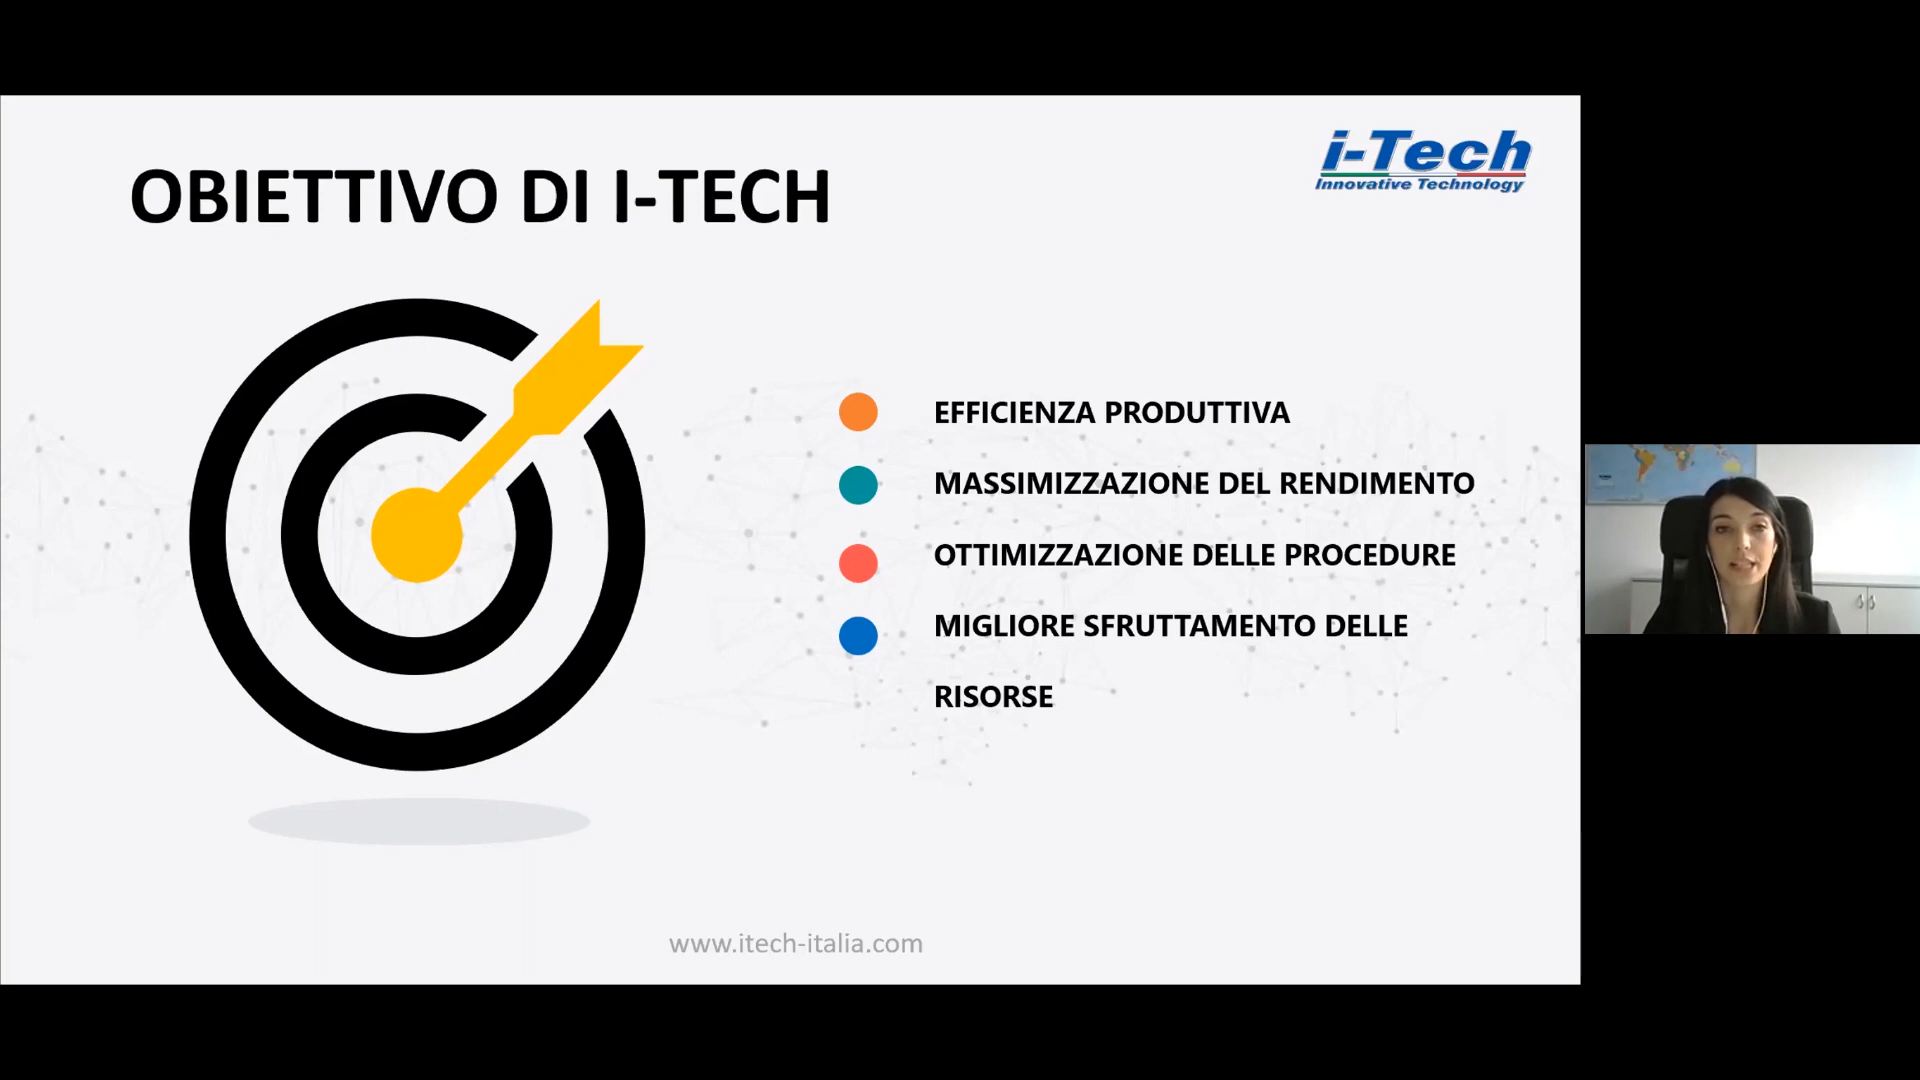 OBIETTIVO DI I-TECH
i-Tech
Innovative Technology
EFFICIENZA PRODUTTIVA
MASSIMIZZAZIONE DEL RENDIMENTO
OTTIMIZZAZIONE DELLE PROCEDURE
MIGLIORE SFRUTTAMENTO DELLE
RISORSE
www.itech-italia.com